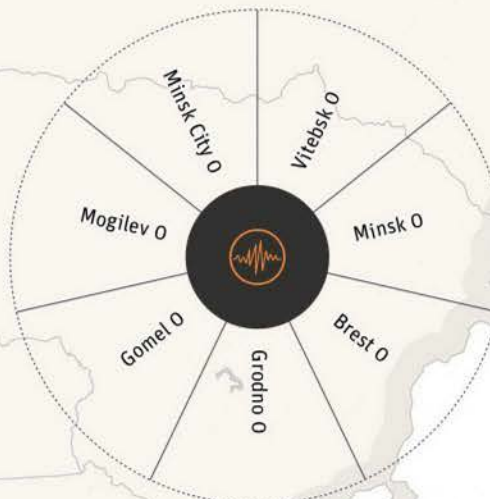 Minsk City 0
Vitebsk 0
Minsk 0
Brest 0
Grodno 0
Gomel 0
Mogilev 0